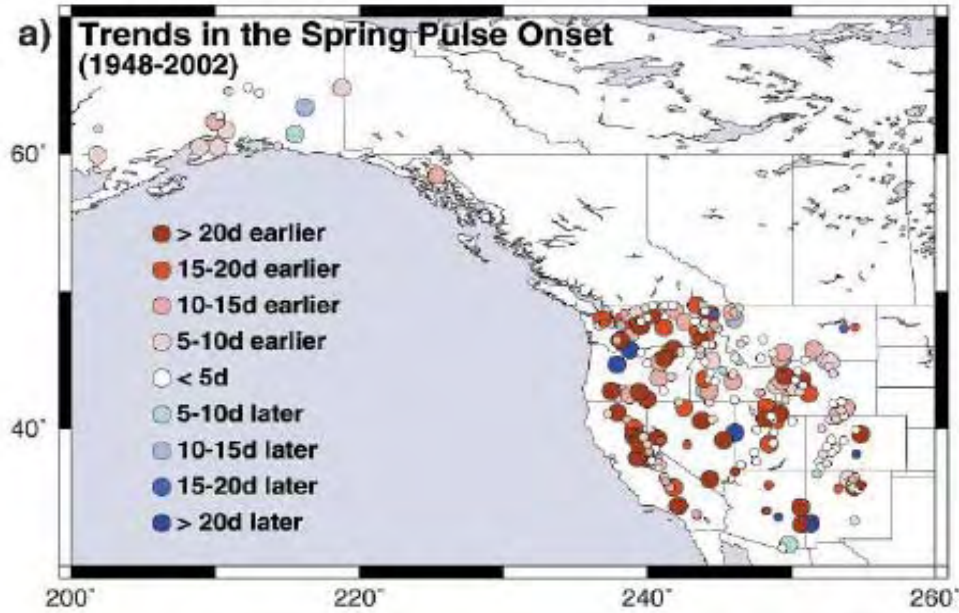 a) Trends in the Spring Pulse Onset
(1948-2002)
60°
> 20d earlier
15-20d earlier
10-15d earlier
5-10d earlier
< 5d
5-10d later
10-15d later
15-20d later
> 20d later
40°
200° 220° 240° 260°